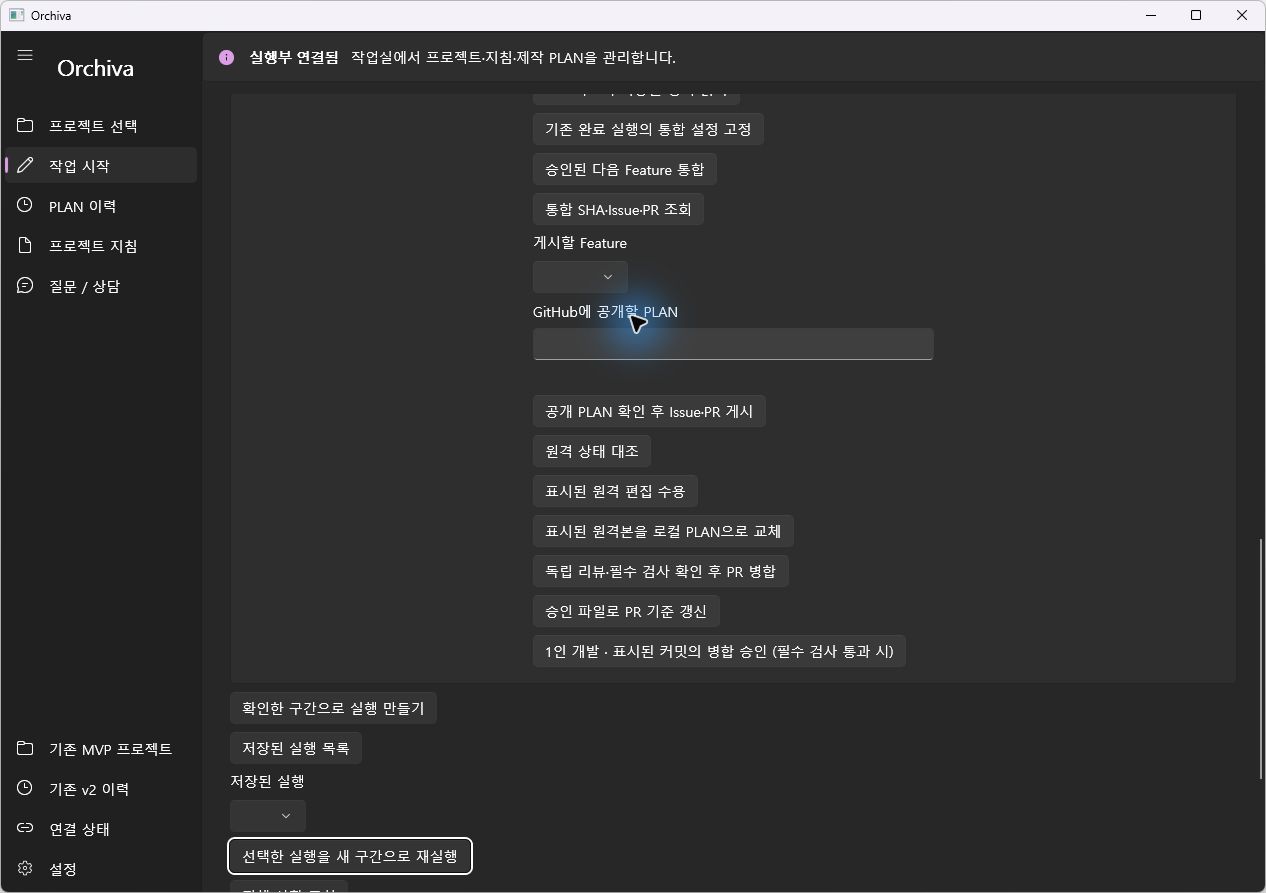 Orchiva
Orchiva
실행부 연결됨 작업실에서 프로젝트·지침·제작 PLAN을 관리합니다.
프로젝트 선택
작업 시작
PLAN 이력
프로젝트 지침
질문 / 상담
기존 MVP 프로젝트
기존 v2 이력
연결 상태
설정
기존 완료 실행의 통합 설정 고정
승인된 다음 Feature 통합
통합 SHA·Issue·PR 조회
게시할 Feature
GitHub에 공개할 PLAN
공개 PLAN 확인 후 Issue·PR 게시
원격 상태 대조
표시된 원격 편집 수용
표시된 원격본을 로컬 PLAN으로 교체
독립 리뷰·필수 검사 확인 후 PR 병합
승인 파일로 PR 기준 갱신
1인 개발 · 표시된 커밋의 병합 승인 (필수 검사 통과 시)
확인한 구간으로 실행 만들기
저장된 실행 목록
저장된 실행
선택한 실행을 새 구간으로 재실행